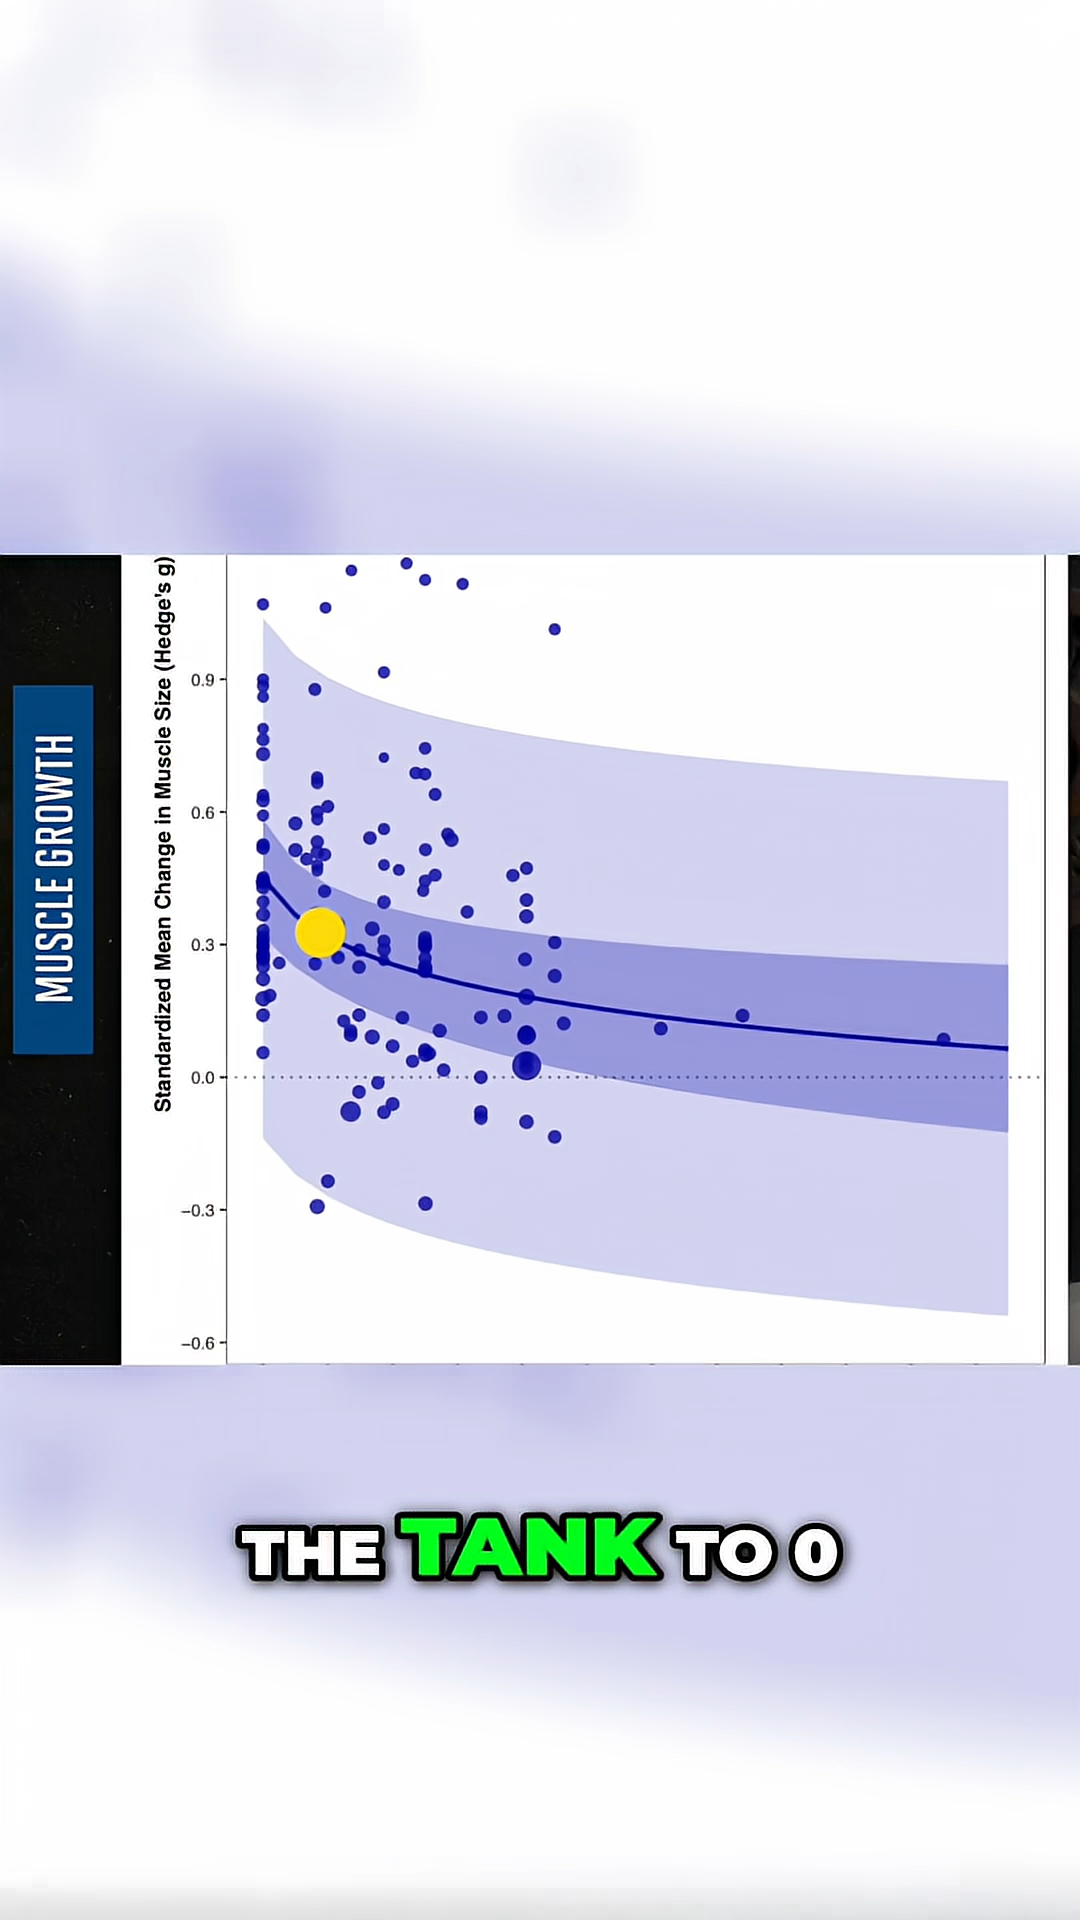 MUSCLE GROWTH
Standardized Mean Change in Muscle Size (Hedge's g)
0.9
0.6
0.3
0.0
−0.3
−0.6
THE TANK TO 0